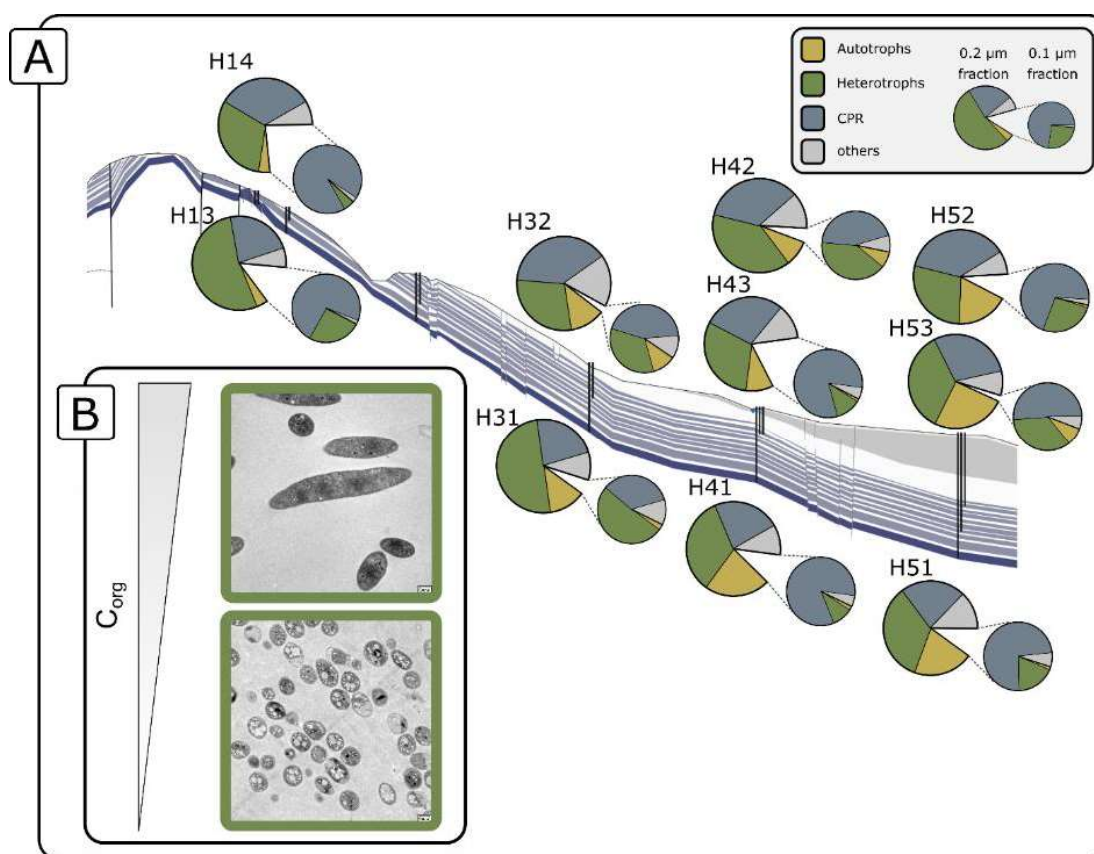 A
H14
H13
H32
H31
H42
H43
H41
H52
H53
H51
Autotrophs
Heterotrophs
CPR
others
0.2 µm
fraction
0.1 µm
fraction
B
Corg